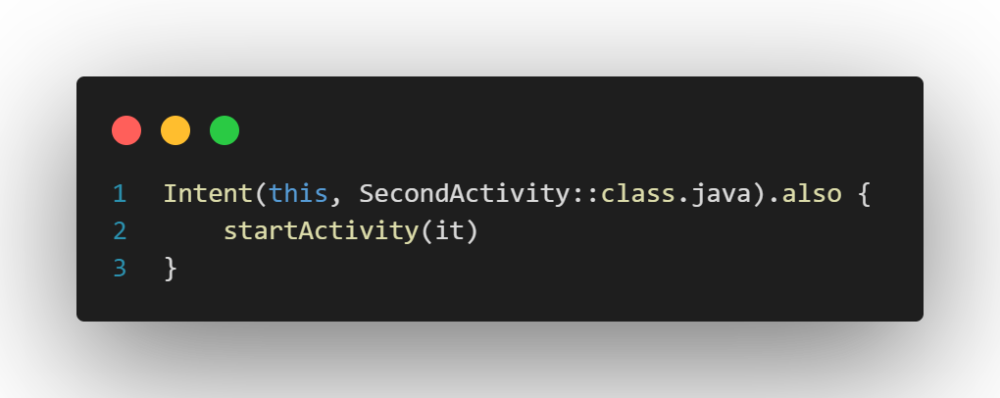 1 Intent(this, SecondActivity::class.java).also {
2     startActivity(it)
3 }